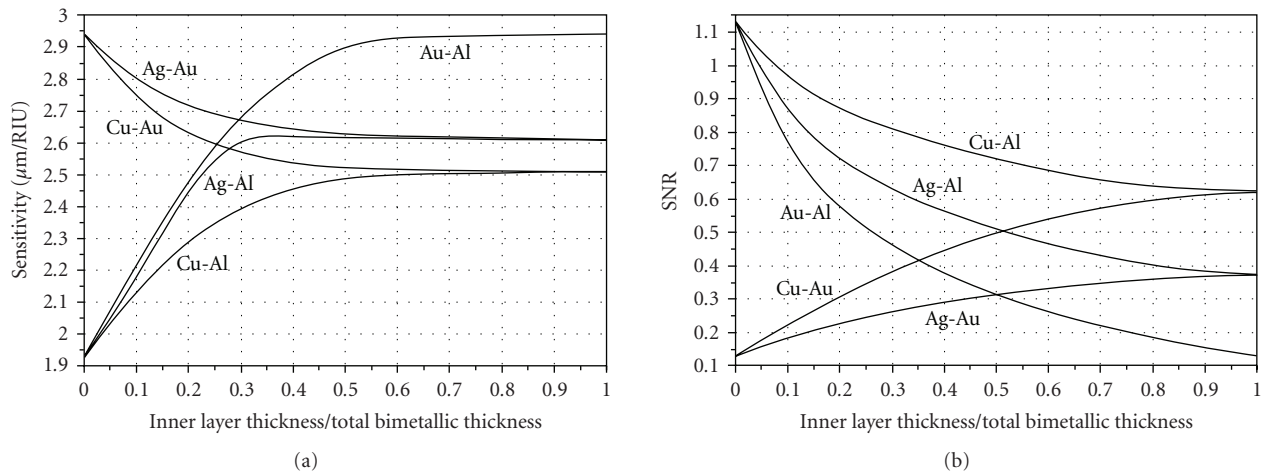 3
2.9
2.8
2.7
2.6
2.5
2.4
2.3
2.2
2.1
2
1.9
Sensitivity (μm/RIU)
Au-Al
Ag-Au
Cu-Au
Ag-Al
Cu-Al
0 0.1 0.2 0.3 0.4 0.5 0.6 0.7 0.8 0.9 1
Inner layer thickness/total bimetallic thickness
(a)
1.1
1
0.9
0.8
0.7
0.6
0.5
0.4
0.3
0.2
0.1
SNR
Cu-Al
Ag-Al
Au-Al
Cu-Au
Ag-Au
0 0.1 0.2 0.3 0.4 0.5 0.6 0.7 0.8 0.9 1
Inner layer thickness/total bimetallic thickness
(b)